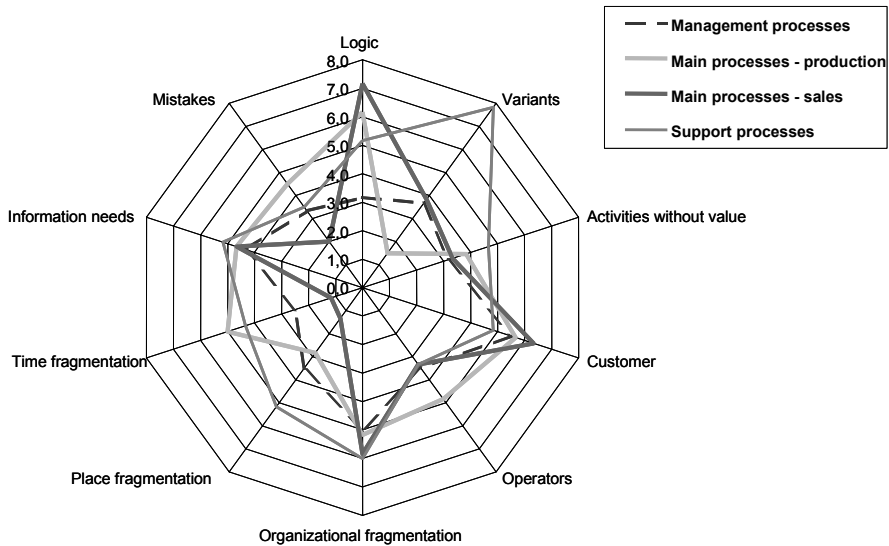 Management processes
Main processes - production
Main processes - sales
Support processes
Logic
8,0
7,0
6,0
5,0
4,0
3,0
2,0
1,0
0,0
Variants
Activities without value
Customer
Operators
Organizational fragmentation
Place fragmentation
Time fragmentation
Information needs
Mistakes